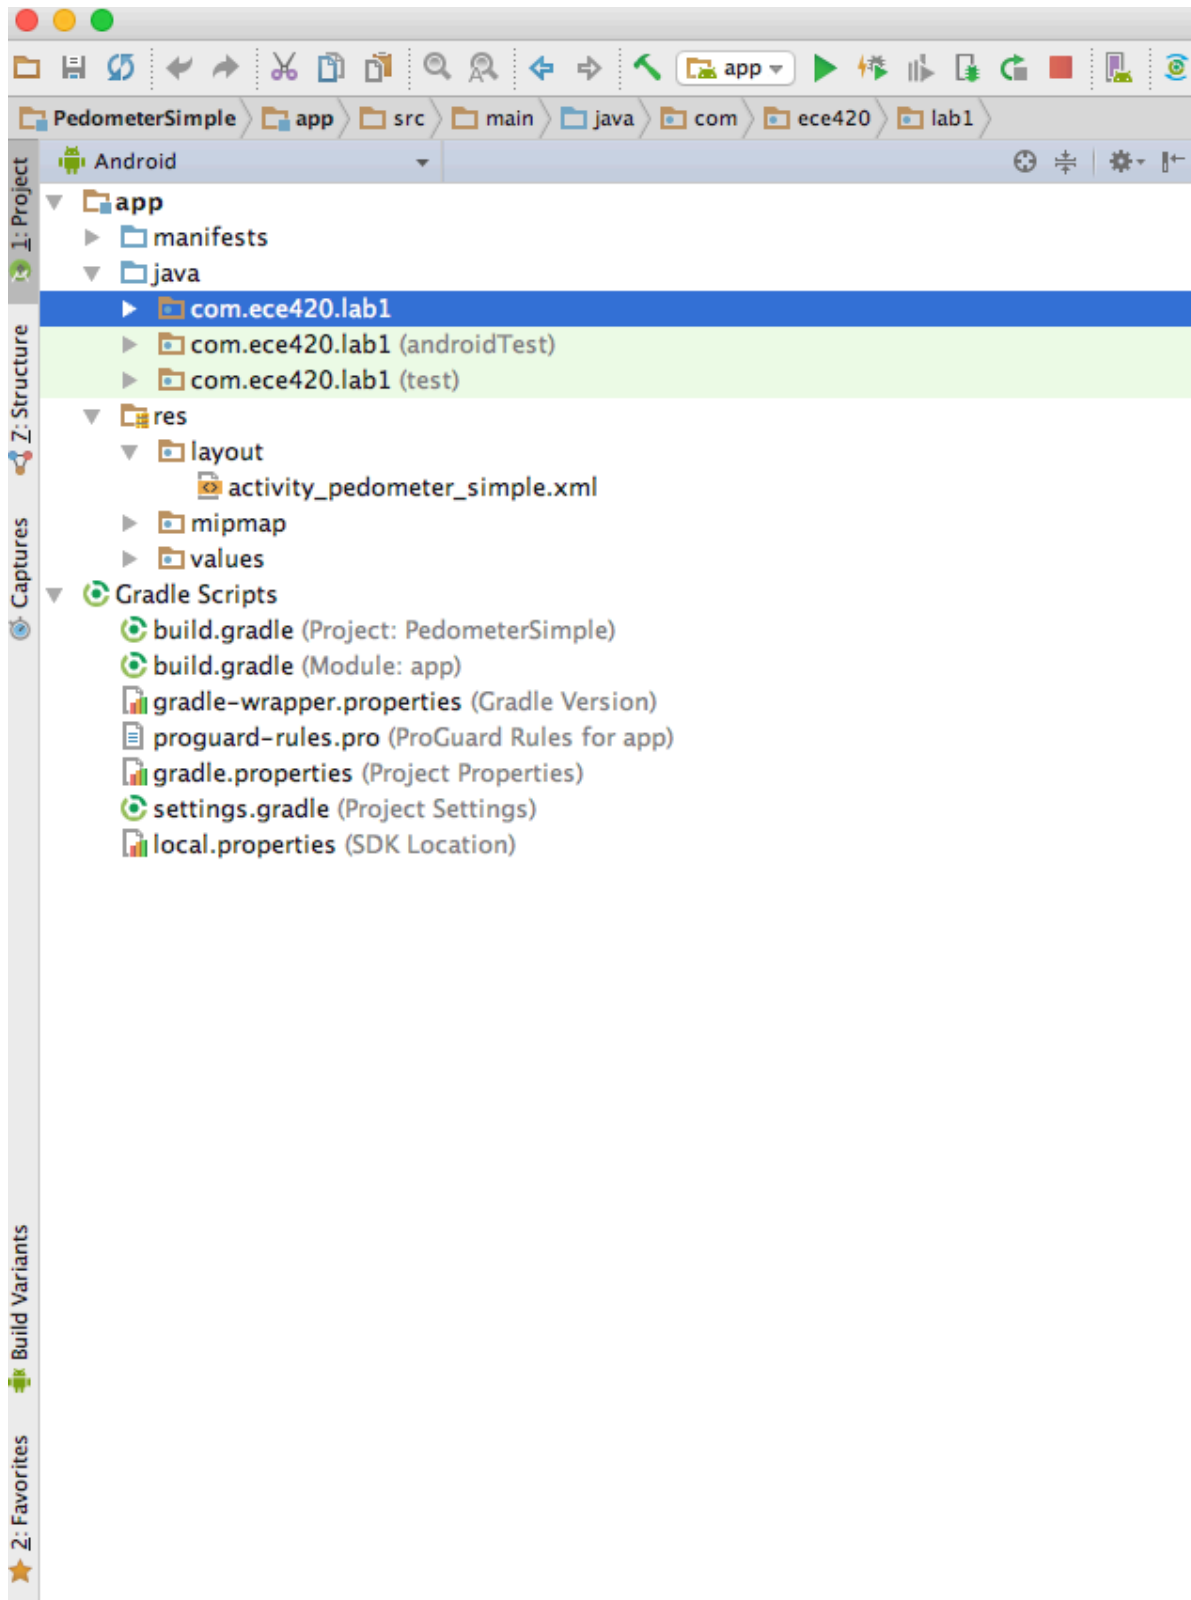 app
PedometerSimple app src main java com ece420 lab1
Android
1: Project
app
manifests
java
com.ece420.lab1
com.ece420.lab1 (androidTest)
com.ece420.lab1 (test)
7: Structure
res
layout
activity_pedometer_simple.xml
mipmap
values
Captures
Gradle Scripts
build.gradle (Project: PedometerSimple)
build.gradle (Module: app)
gradle-wrapper.properties (Gradle Version)
proguard-rules.pro (ProGuard Rules for app)
gradle.properties (Project Properties)
settings.gradle (Project Settings)
local.properties (SDK Location)
Build Variants
2: Favorites